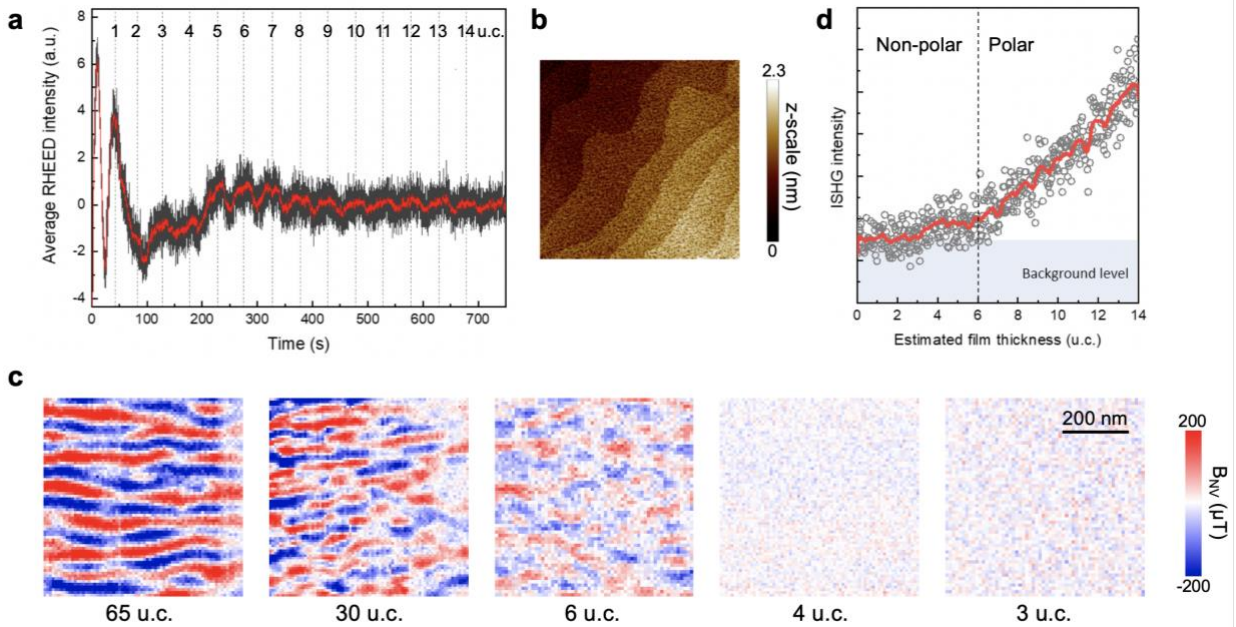 a
Average RHEED intensity (a.u.)
8
6
4
2
0
-2
-4
1 2 3 4 5 6 7 8 9 10 11 12 13 14 u.c.
0 100 200 300 400 500 600 700
Time (s)
b
2.3
z-scale (nm)
0
d
ISHG intensity
Non-polar
Polar
Background level
0 2 4 6 8 10 12 14
Estimated film thickness (u.c.)
c
200 nm
200
B_NV (μT)
-200
65 u.c.
30 u.c.
6 u.c.
4 u.c.
3 u.c.